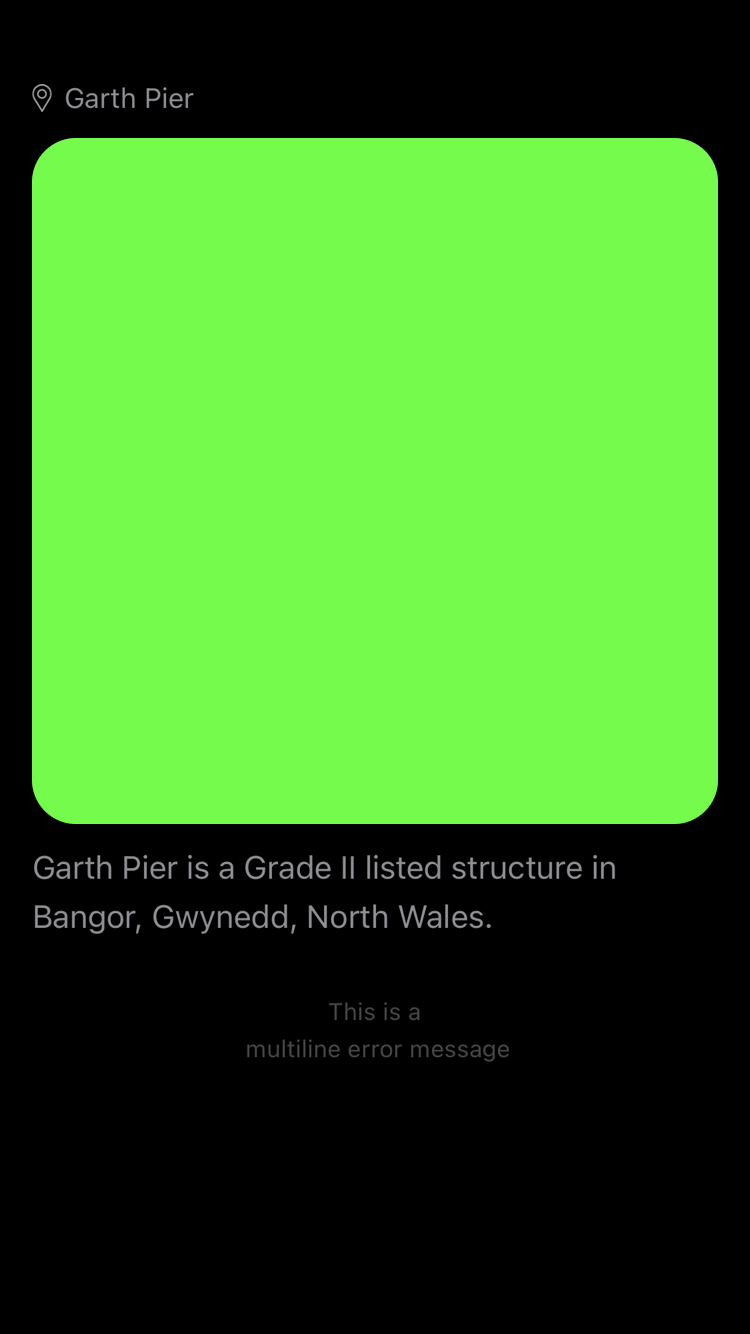 Garth Pier
Garth Pier is a Grade II listed structure in
Bangor, Gwynedd, North Wales.
This is a
multiline error message